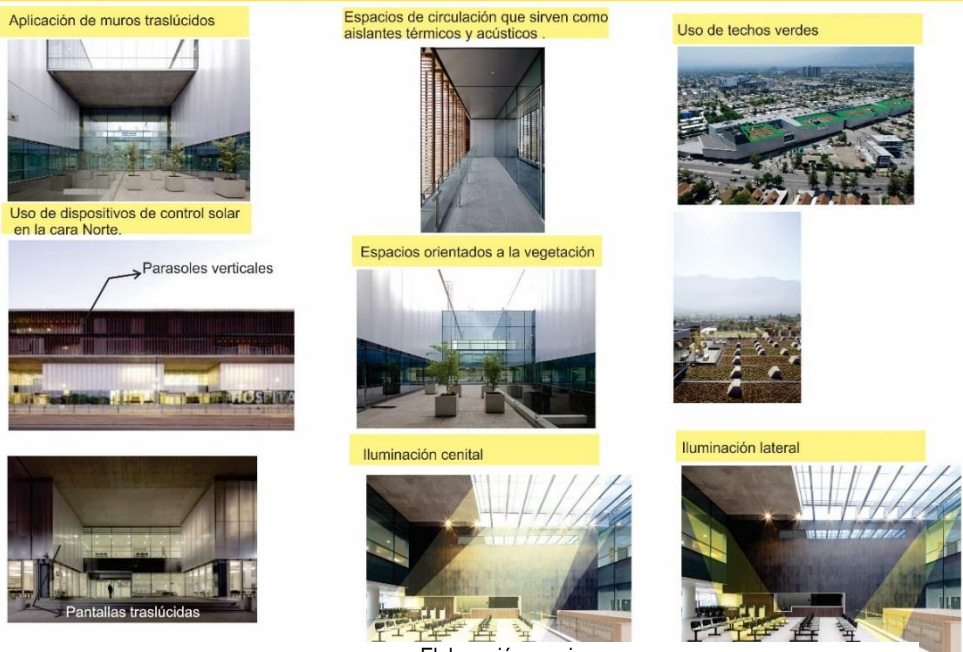 Aplicación de muros traslúcidos
Espacios de circulación que sirven como
aislantes térmicos y acústicos .
Uso de techos verdes
Uso de dispositivos de control solar
en la cara Norte.
Parasoles verticales
HOSPITA
Espacios orientados a la vegetación
Iluminación cenital
Iluminación lateral
Pantallas traslúcidas